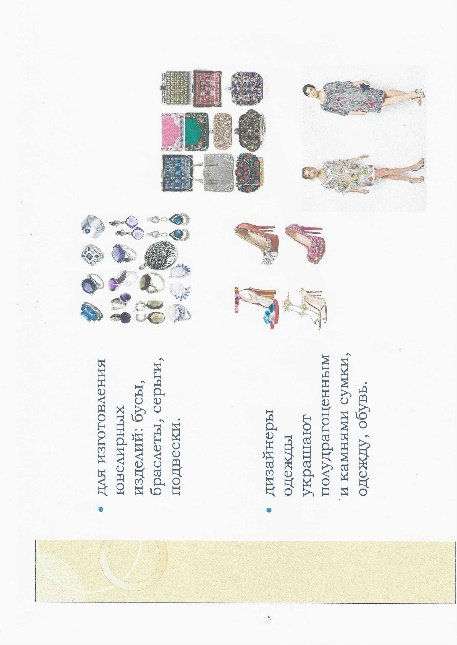 • для изготовления
ювелирных
изделий: бусы,
браслеты, серьги,
подвески.
• дизайнеры
одежды
украшают
полудрагоценным
и камнями сумки,
одежду, обувь.